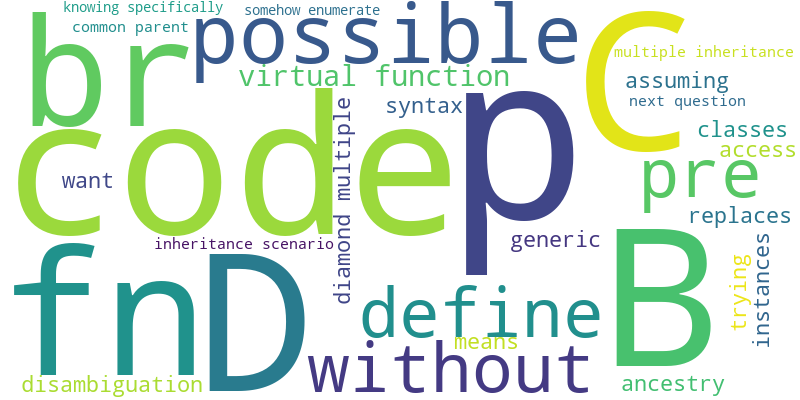 knowing specifically
somehow enumerate
common parent
possible
br
C
multiple inheritance
virtual function
assuming
syntax
next question
code
p
classes
access
want
diamond multiple
pre
replaces
inheritance scenario
generic
B
fn
D
define
trying
instances
means
without
disambiguation
ancestry